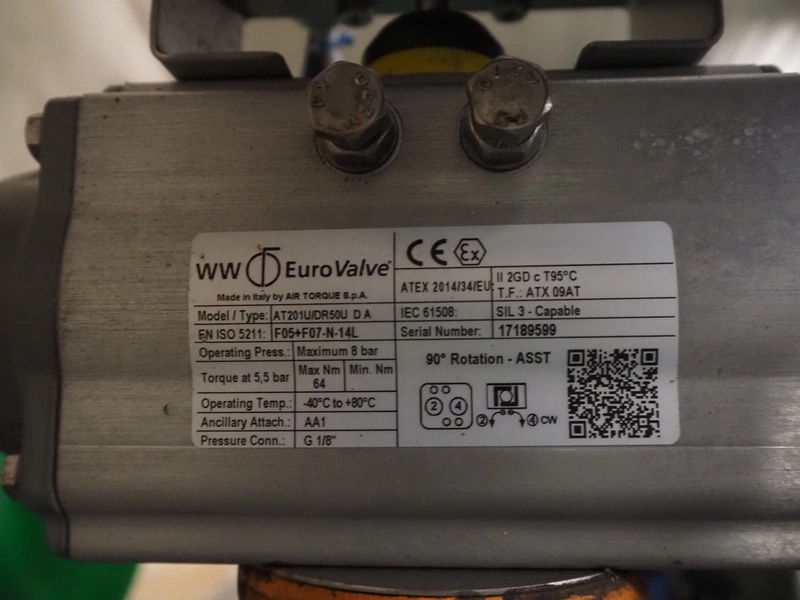 WW EuroValve
Made in Italy by AIR TORQUE S.p.A.
Model / Type: AT201U/DR50U D A
EN ISO 5211: F05+F07-N-14L
Operating Press.: Maximum 8 bar
Torque at 5,5 bar Max Nm 64 Min. Nm
Operating Temp.: -40°C to +80°C
Ancillary Attach.: AA1
Pressure Conn.: G 1/8"
CE Ex
ATEX 2014/34/EU: II 2GD c T95°C
T.F.: ATX 09AT
IEC 61508: SIL 3 - Capable
Serial Number: 17189599
90° Rotation - ASST
2 4 2 4 CW